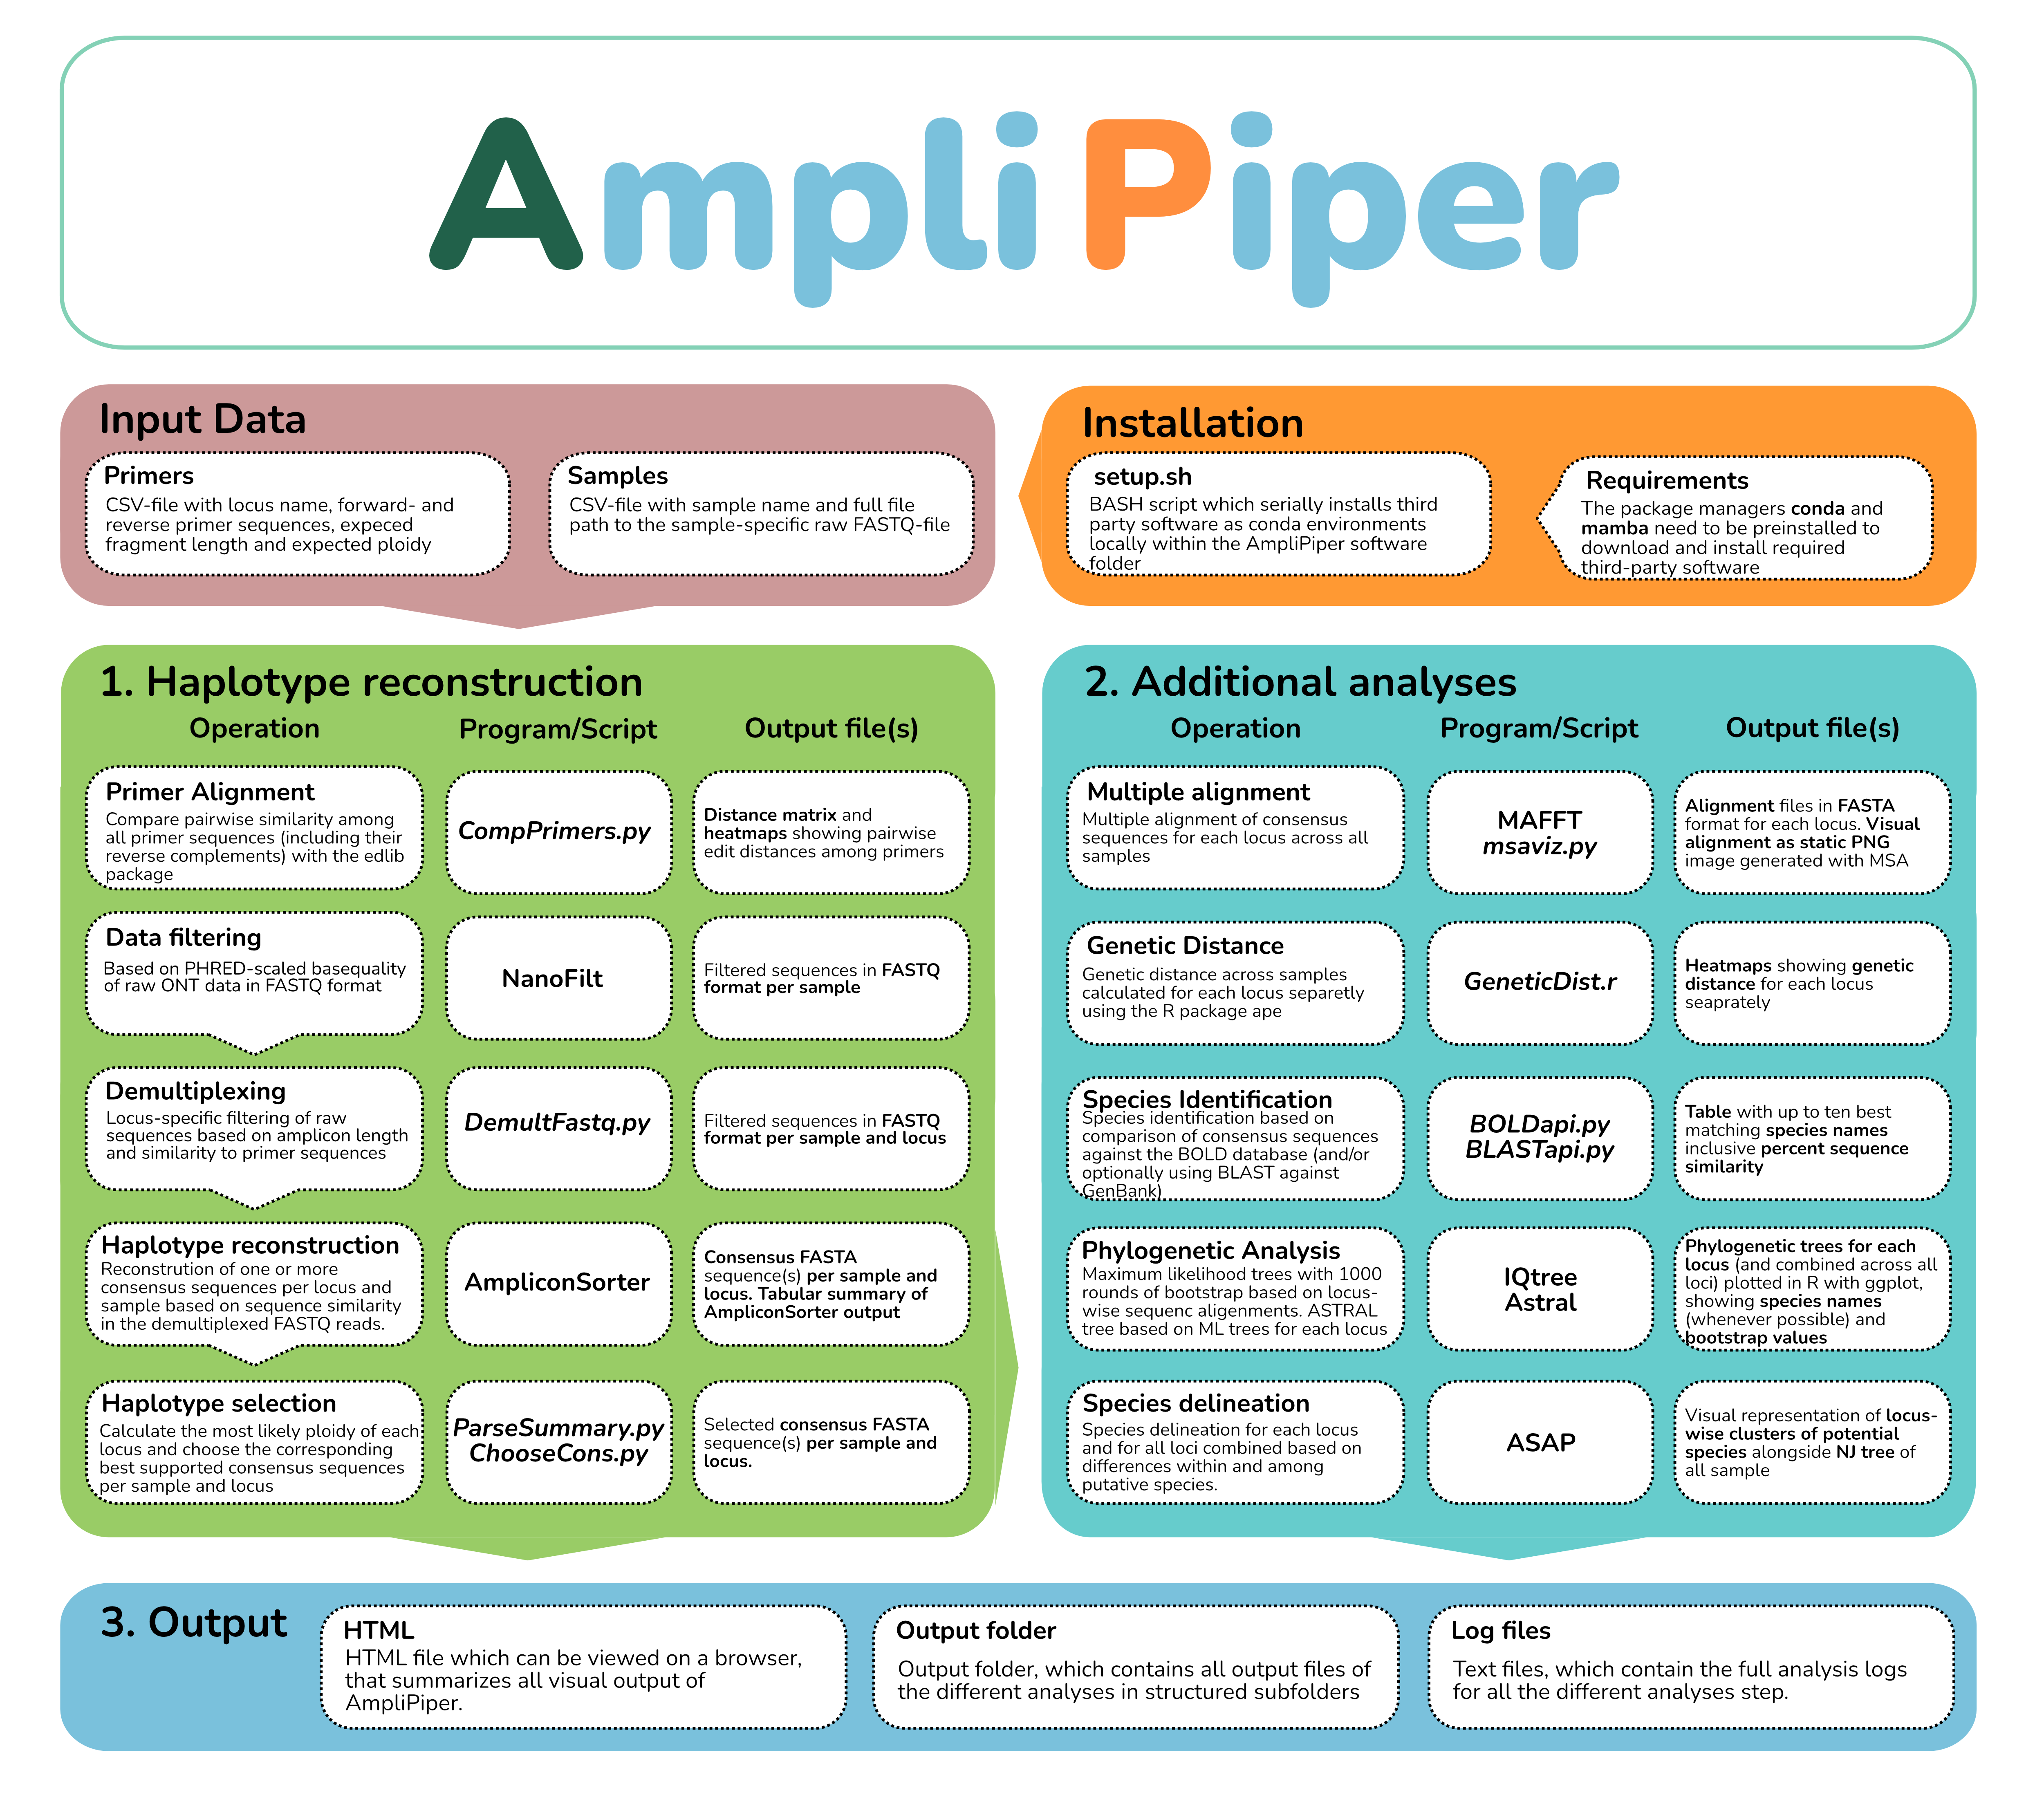 AmpliPiper
Input Data
Primers
CSV-file with locus name, forward- and
reverse primer sequences, expeced
fragment length and expected ploidy
Samples
CSV-file with sample name and full file
path to the sample-specific raw FASTQ-file
Installation
setup.sh
BASH script which serially installs third
party software as conda environments
locally within the AmpliPiper software
folder
Requirements
The package managers conda and
mamba need to be preinstalled to
download and install required
third-party software
1. Haplotype reconstruction
Operation
Program/Script
Output file(s)
Primer Alignment
Compare pairwise similarity among
all primer sequences (including their
reverse complements) with the edlib
package
CompPrimers.py
Distance matrix and
heatmaps showing pairwise
edit distances among primers
Data filtering
Based on PHRED-scaled basequality
of raw ONT data in FASTQ format
NanoFilt
Filtered sequences in FASTQ
format per sample
Demultiplexing
Locus-specific filtering of raw
sequences based on amplicon length
and similarity to primer sequences
DemultFastq.py
Filtered sequences in FASTQ
format per sample and locus
Haplotype reconstruction
Reconstrution of one or more
consensus sequences per locus and
sample based on sequence similarity
in the demultiplexed FASTQ reads.
AmpliconSorter
Consensus FASTA
sequence(s) per sample and
locus. Tabular summary of
AmpliconSorter output
Haplotype selection
Calculate the most likely ploidy of each
locus and choose the corresponding
best supported consensus sequences
per sample and locus
ParseSummary.py
ChooseCons.py
Selected consensus FASTA
sequence(s) per sample and
locus.
2. Additional analyses
Operation
Program/Script
Output file(s)
Multiple alignment
Multiple alignment of consensus
sequences for each locus across all
samples
MAFFT
msaviz.py
Alignment files in FASTA
format for each locus. Visual
alignment as static PNG
image generated with MSA
Genetic Distance
Genetic distance across samples
calculated for each locus separetly
using the R package ape
GeneticDist.r
Heatmaps showing genetic
distance for each locus
seaprately
Species Identification
Species identification based on
comparison of consensus sequences
against the BOLD database (and/or
optionally using BLAST against
GenBank)
BOLDapi.py
BLASTapi.py
Table with up to ten best
matching species names
inclusive percent sequence
similarity
Phylogenetic Analysis
Maximum likelihood trees with 1000
rounds of bootstrap based on locus-
wise sequenc aligenments. ASTRAL
tree based on ML trees for each locus
IQtree
Astral
Phylogenetic trees for each
locus (and combined across all
loci) plotted in R with ggplot,
showing species names
(whenever possible) and
bootstrap values
Species delineation
Species delineation for each locus
and for all loci combined based on
differences within and among
putative species.
ASAP
Visual representation of locus-
wise clusters of potential
species alongside NJ tree of
all sample
3. Output
HTML
HTML file which can be viewed on a browser,
that summarizes all visual output of
AmpliPiper.
Output folder
Output folder, which contains all output files of
the different analyses in structured subfolders
Log files
Text files, which contain the full analysis logs
for all the different analyses step.